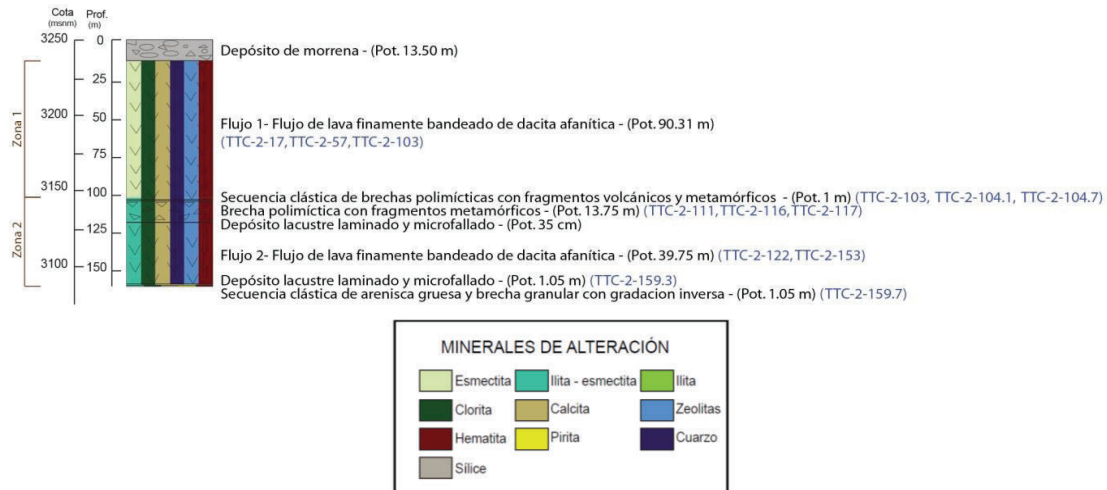 Cota Prof.
(msnm) (m)
3250 0
Depósito de morrena - (Pot. 13.50 m)
25
3200 50
Flujo 1- Flujo de lava finamente bandeado de dacita afanítica - (Pot. 90.31 m)
(TTC-2-17, TTC-2-57, TTC-2-103)
Zona 1
75
3150 100
Secuencia clástica de brechas polimícticas con fragmentos volcánicos y metamórficos - (Pot. 1 m) (TTC-2-103, TTC-2-104.1, TTC-2-104.7)
Brecha polimíctica con fragmentos metamórficos - (Pot. 13.75 m) (TTC-2-111, TTC-2-116, TTC-2-117)
Depósito lacustre laminado y microfallado - (Pot. 35 cm)
125
Zona 2
Flujo 2- Flujo de lava finamente bandeado de dacita afanítica - (Pot. 39.75 m) (TTC-2-122, TTC-2-153)
3100 150
Depósito lacustre laminado y microfallado - (Pot. 1.05 m) (TTC-2-159.3)
Secuencia clástica de arenisca gruesa y brecha granular con gradacion inversa - (Pot. 1.05 m) (TTC-2-159.7)
MINERALES DE ALTERACIÓN
Esmectita Ilita - esmectita Ilita
Clorita Calcita Zeolitas
Hematita Pirita Cuarzo
Sílice